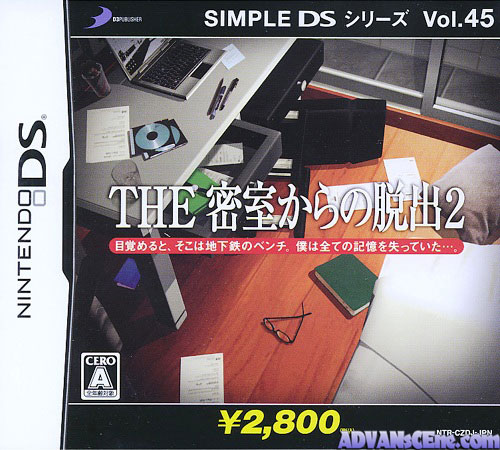 D3PUBLISHER
SIMPLE DS シリーズ Vol.45
NINTENDO DS
THE 密室からの脱出2
目覚めると、そこは地下鉄のベンチ。僕は全ての記憶を失っていた…。
CERO
A
全年齢対象
¥2,800
NTR-CZDJ-JPN
ADVANsCEne.com